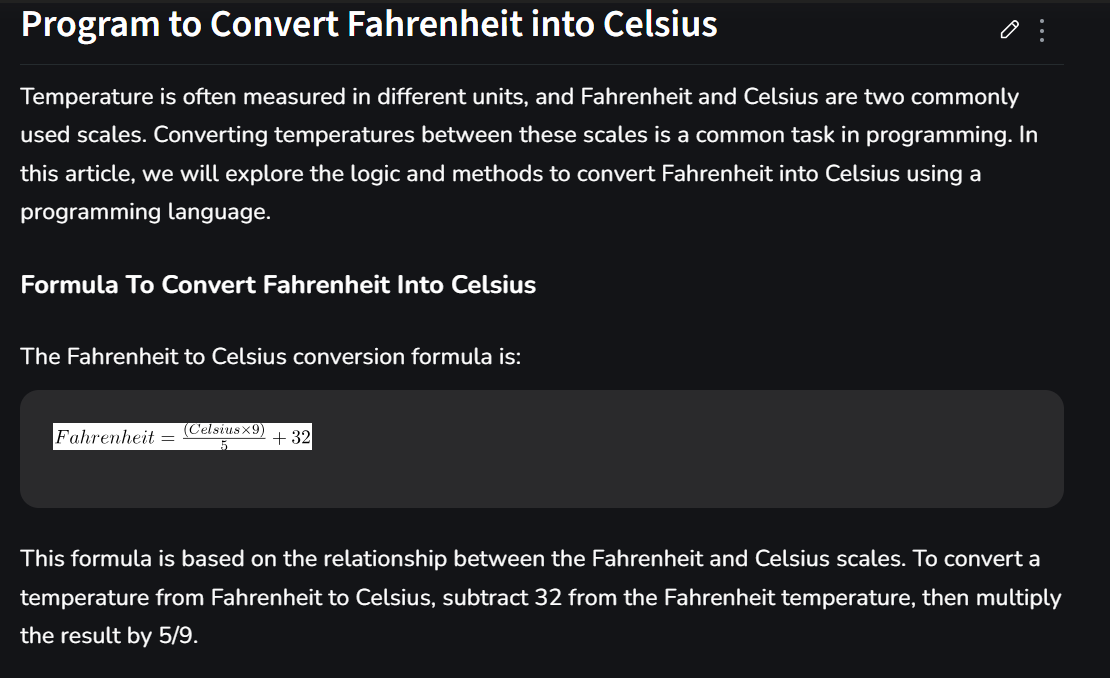 Program to Convert Fahrenheit into Celsius
Temperature is often measured in different units, and Fahrenheit and Celsius are two commonly
used scales. Converting temperatures between these scales is a common task in programming. In
this article, we will explore the logic and methods to convert Fahrenheit into Celsius using a
programming language.
Formula To Convert Fahrenheit Into Celsius
The Fahrenheit to Celsius conversion formula is:
Fahrenheit = (Celsius×9)/5 + 32
This formula is based on the relationship between the Fahrenheit and Celsius scales. To convert a
temperature from Fahrenheit to Celsius, subtract 32 from the Fahrenheit temperature, then multiply
the result by 5/9.